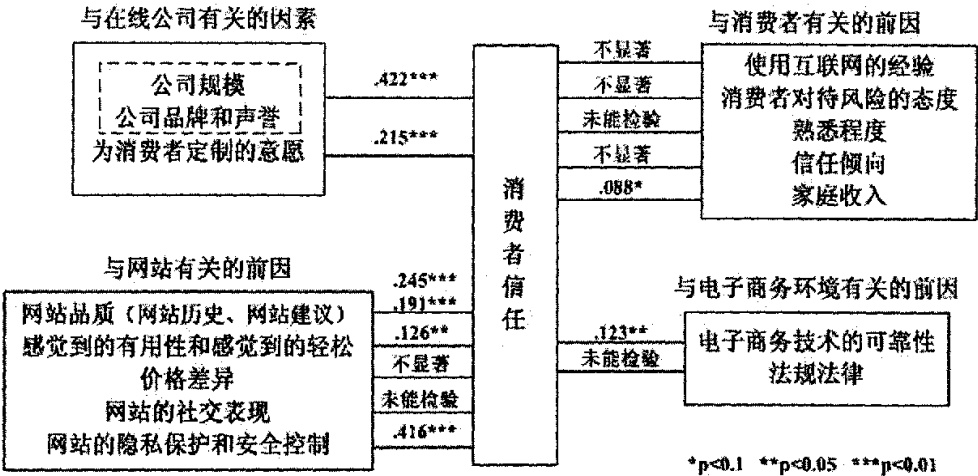 与在线公司有关的因素
公司规模
公司品牌和声誉
为消费者定制的意愿
.422***
.215***
与网站有关的前因
网站品质（网站历史、网站建议）
感觉到的有用性和感觉到的轻松
价格差异
网站的社交表现
网站的隐私保护和安全控制
.245***
.191***
.126**
不显著
未能检验
.416***
消费者信任
与消费者有关的前因
不显著
不显著
未能检验
不显著
.088*
使用互联网的经验
消费者对待风险的态度
熟悉程度
信任倾向
家庭收入
与电子商务环境有关的前因
.123**
未能检验
电子商务技术的可靠性
法规法律
*p<0.1 **p<0.05 ***p<0.01